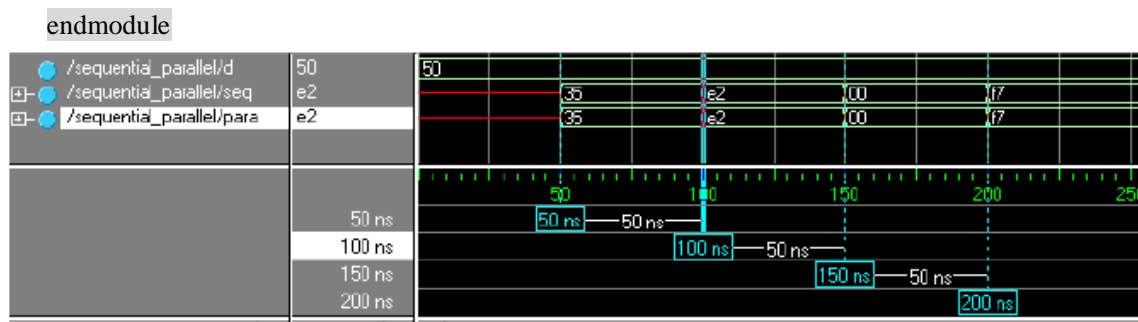 endmodule
/sequential_parallel/d 50 50
/sequential_parallel/seq e2 35 e2 00 f7
/sequential_parallel/para e2 35 e2 00 f7
50 100 150 200 250
50 ns 50 ns 50 ns
100 ns 100 ns 50 ns
150 ns 150 ns 50 ns
200 ns 200 ns